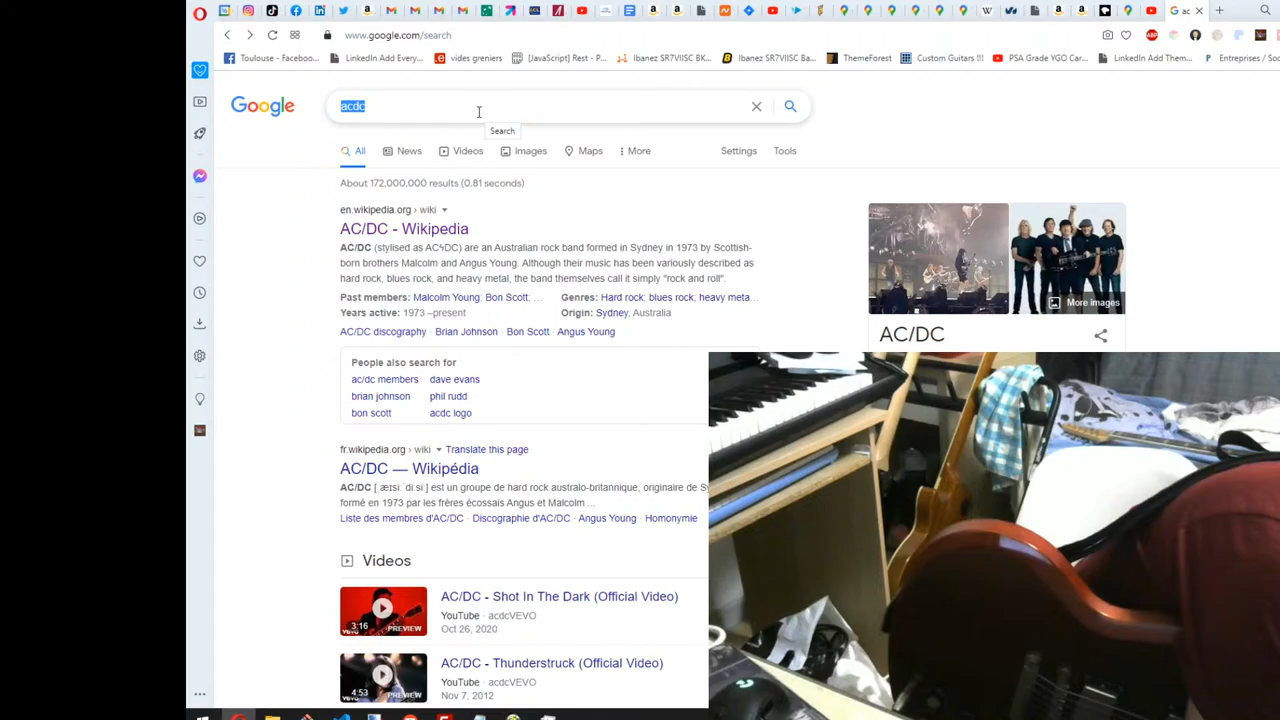 ac
www.google.com/search
Toulouse - Faceboo...
LinkedIn Add Every...
vide greniers
[JavaScript] Rest - P...
Ibanez SR7VIISC BK...
Ibanez SR7VIISC Ba...
ThemeForest
Custom Guitars !!!
PSA Grade YGO Car...
LinkedIn Add Them...
Entreprises / Soc
Google
acdc
Search
All
News
Videos
Images
Maps
More
Settings
Tools
About 172,000,000 results (0.81 seconds)
en.wikipedia.org › wiki
AC/DC - Wikipedia
AC/DC (stylised as ACϟDC) are an Australian rock band formed in Sydney in 1973 by Scottish-
born brothers Malcolm and Angus Young. Although their music has been variously described as
hard rock, blues rock, and heavy metal, the band themselves call it simply "rock and roll".
Past members: Malcolm Young; Bon Scott, ...
Genres: Hard rock; blues rock; heavy meta...
Years active: 1973 –present
Origin: Sydney, Australia
AC/DC discography · Brian Johnson · Bon Scott · Angus Young
People also search for
ac/dc members
dave evans
brian johnson
phil rudd
bon scott
acdc logo
More images
AC/DC
fr.wikipedia.org › wiki
Translate this page
AC/DC — Wikipédia
AC/DC [ˌæɪsiːˈdiːsiː] est un groupe de hard rock australo-britannique, originaire de Sy
formé en 1973 par les frères écossais Angus et Malcolm ...
Liste des membres d'AC/DC · Discographie d'AC/DC · Angus Young · Homonymie
Videos
3:16
PREVIEW
AC/DC - Shot In The Dark (Official Video)
YouTube · acdcVEVO
Oct 26, 2020
4:53
PREVIEW
AC/DC - Thunderstruck (Official Video)
YouTube · acdcVEVO
Nov 7, 2012